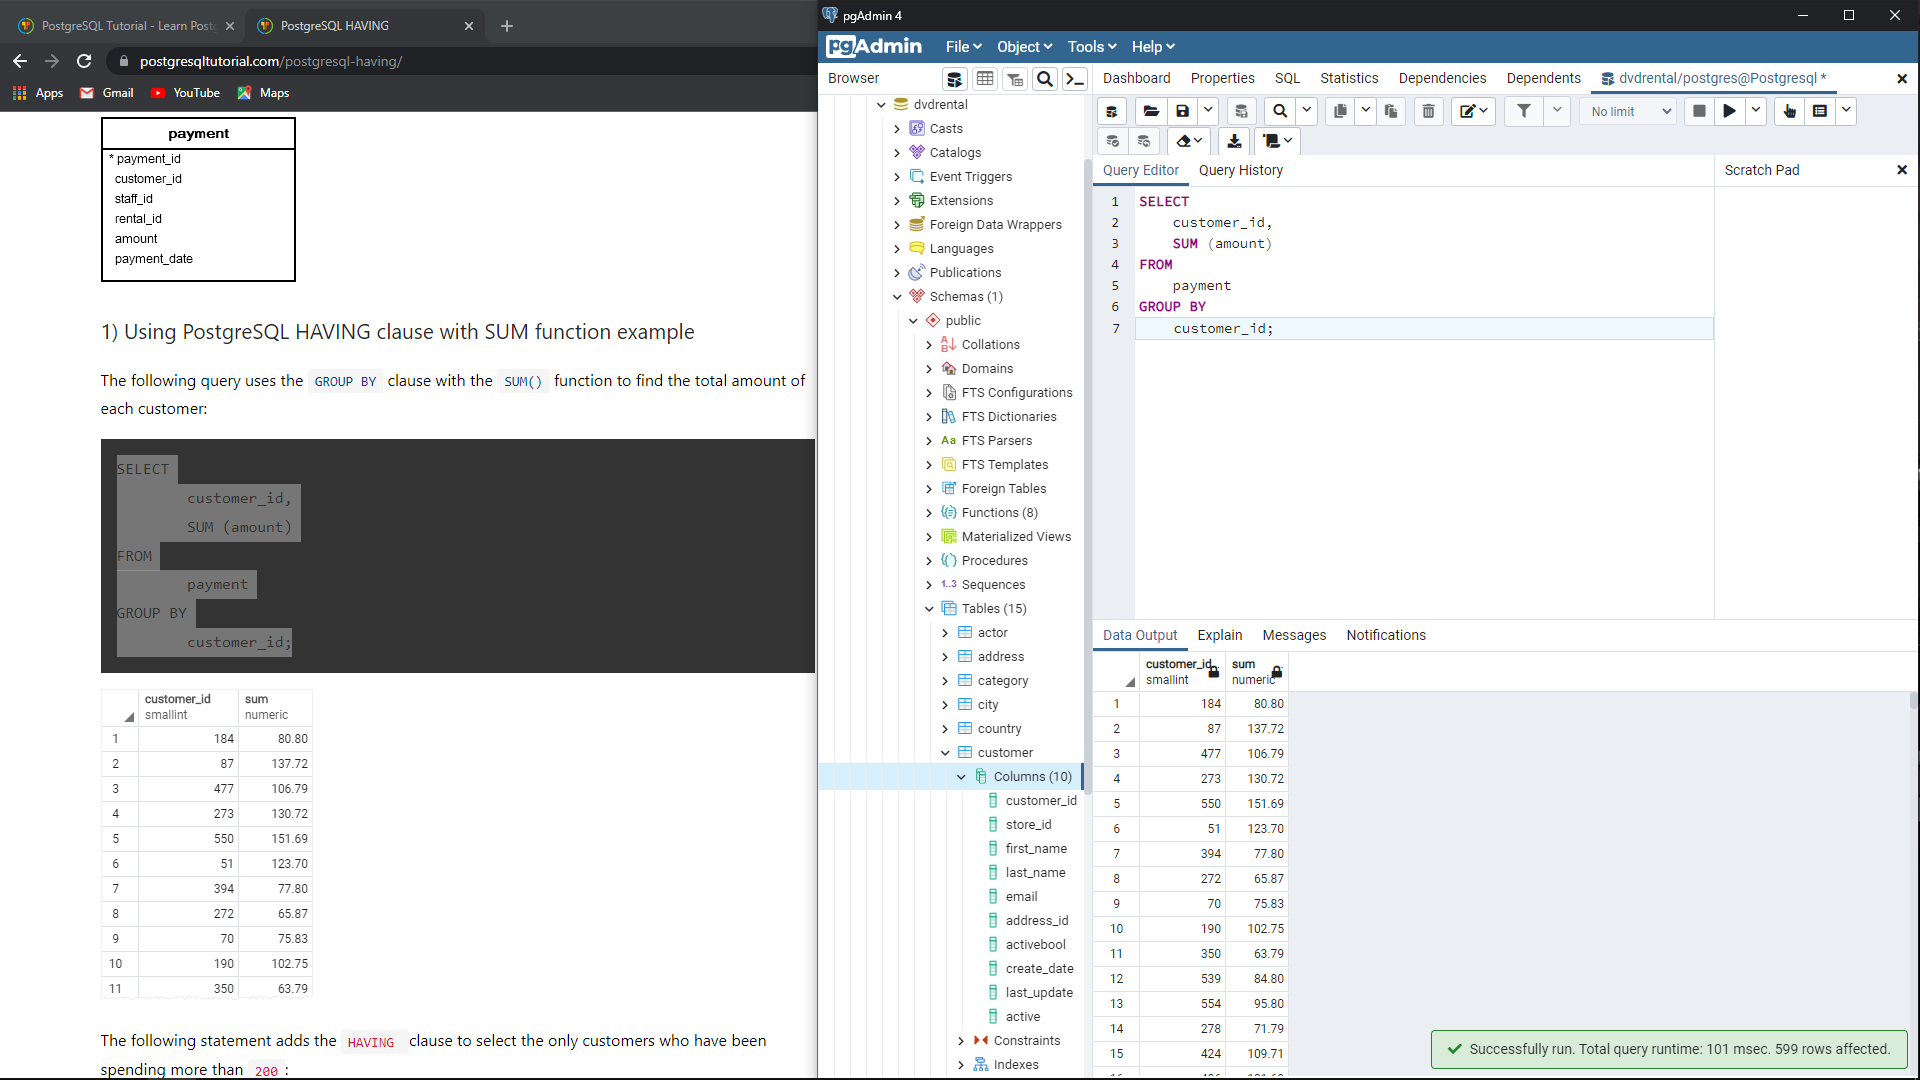 PostgreSQL Tutorial - Learn Post
PostgreSQL HAVING
postgresqltutorial.com/postgresql-having/
Apps
Gmail
YouTube
Maps
payment
* payment_id
customer_id
staff_id
rental_id
amount
payment_date
1) Using PostgreSQL HAVING clause with SUM function example
The following query uses the GROUP BY clause with the SUM() function to find the total amount of
each customer:
SELECT
customer_id,
SUM (amount)
FROM
payment
GROUP BY
customer_id;
customer_id sum
smallint numeric
1 184 80.80
2 87 137.72
3 477 106.79
4 273 130.72
5 550 151.69
6 51 123.70
7 394 77.80
8 272 65.87
9 70 75.83
10 190 102.75
11 350 63.79
The following statement adds the HAVING clause to select the only customers who have been
spending more than 200 :
pgAdmin 4
pgAdmin
File
Object
Tools
Help
Browser
dvdrental
Casts
Catalogs
Event Triggers
Extensions
Foreign Data Wrappers
Languages
Publications
Schemas (1)
public
Collations
Domains
FTS Configurations
FTS Dictionaries
Aa FTS Parsers
FTS Templates
Foreign Tables
Functions (8)
Materialized Views
Procedures
1..3 Sequences
Tables (15)
actor
address
category
city
country
customer
Columns (10)
customer_id
store_id
first_name
last_name
email
address_id
activebool
create_date
last_update
active
Constraints
Indexes
Dashboard
Properties
SQL
Statistics
Dependencies
Dependents
dvdrental/postgres@Postgresql *
No limit
Query Editor
Query History
Scratch Pad
1 SELECT
2 customer_id,
3 SUM (amount)
4 FROM
5 payment
6 GROUP BY
7 customer_id;
Data Output
Explain
Messages
Notifications
customer_id sum
smallint numeric
1 184 80.80
2 87 137.72
3 477 106.79
4 273 130.72
5 550 151.69
6 51 123.70
7 394 77.80
8 272 65.87
9 70 75.83
10 190 102.75
11 350 63.79
12 539 84.80
13 554 95.80
14 278 71.79
15 424 109.71
Successfully run. Total query runtime: 101 msec. 599 rows affected.